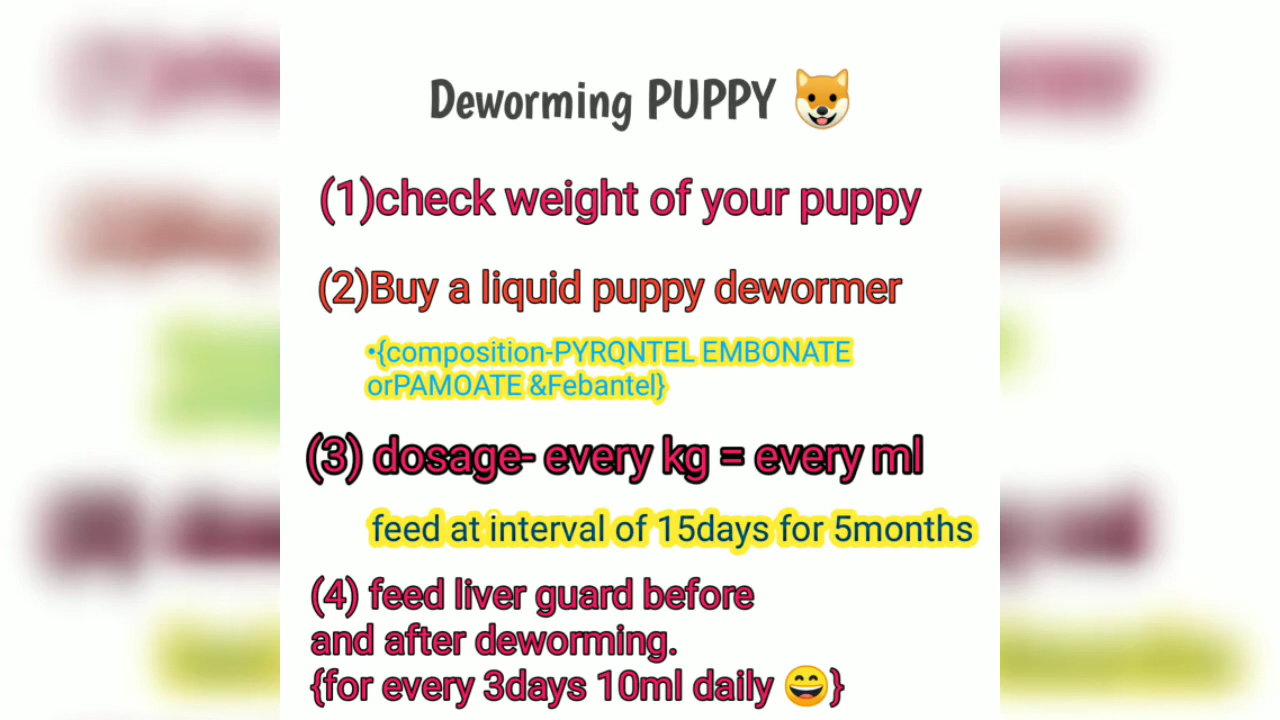 Deworming PUPPY 🐶
(1)check weight of your puppy
(2)Buy a liquid puppy dewormer
•{composition-PYRQNTEL EMBONATE
orPAMOATE &Febantel}
(3) dosage- every kg = every ml
feed at interval of 15days for 5months
(4) feed liver guard before
and after deworming.
{for every 3days 10ml daily 😄}